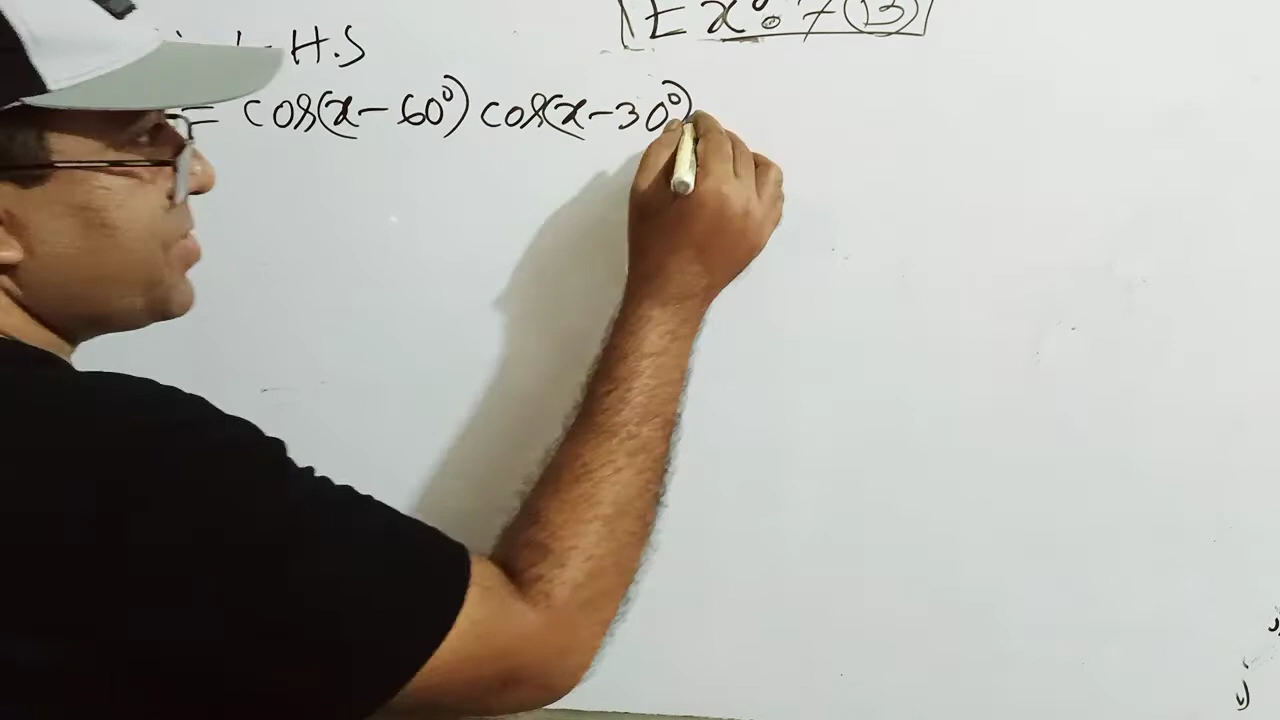 Ex: 7 (13)
H.S
= cos(x-60°) cos(x-30°)